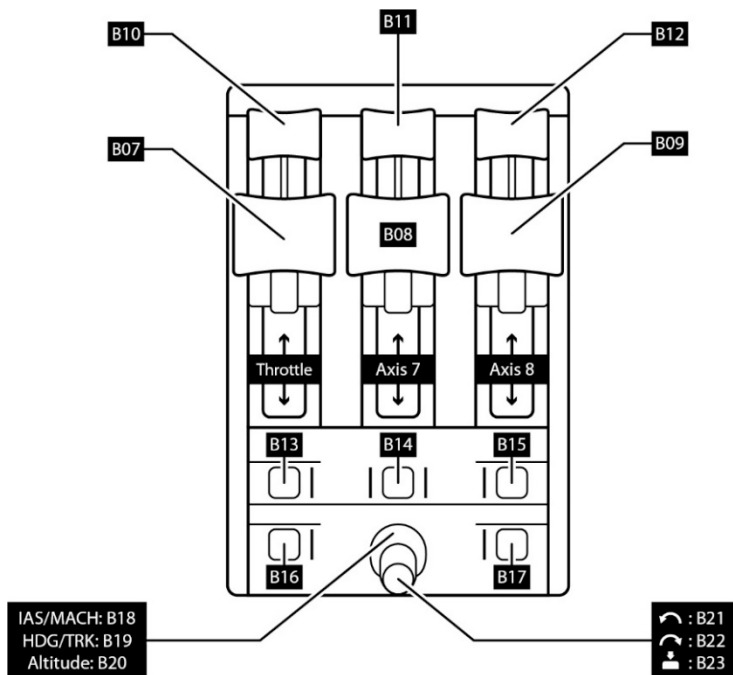 B11
B10
B12
B07
B09
B08
Throttle
Axis 7
Axis 8
B13
B14
B15
B16
B17
IAS/MACH: B18
HDG/TRK: B19
Altitude: B20
: B21
: B22
: B23